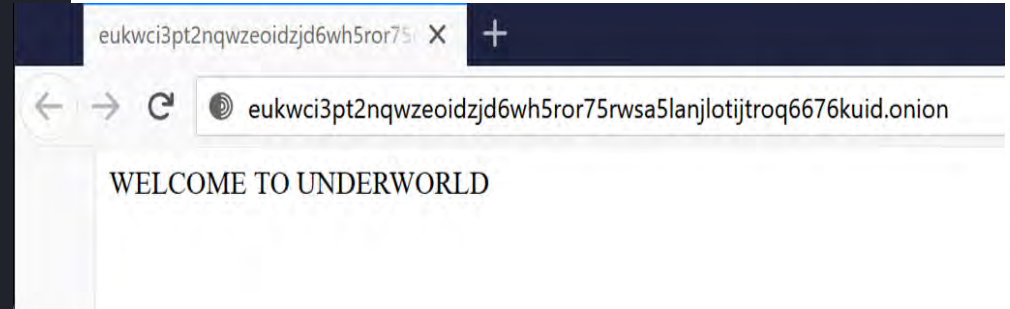 eukwci3pt2nqwzeoidzjd6wh5ror75
eukwci3pt2nqwzeoidzjd6wh5ror75rwsa5lanjlotijtroq6676kuid.onion
WELCOME TO UNDERWORLD